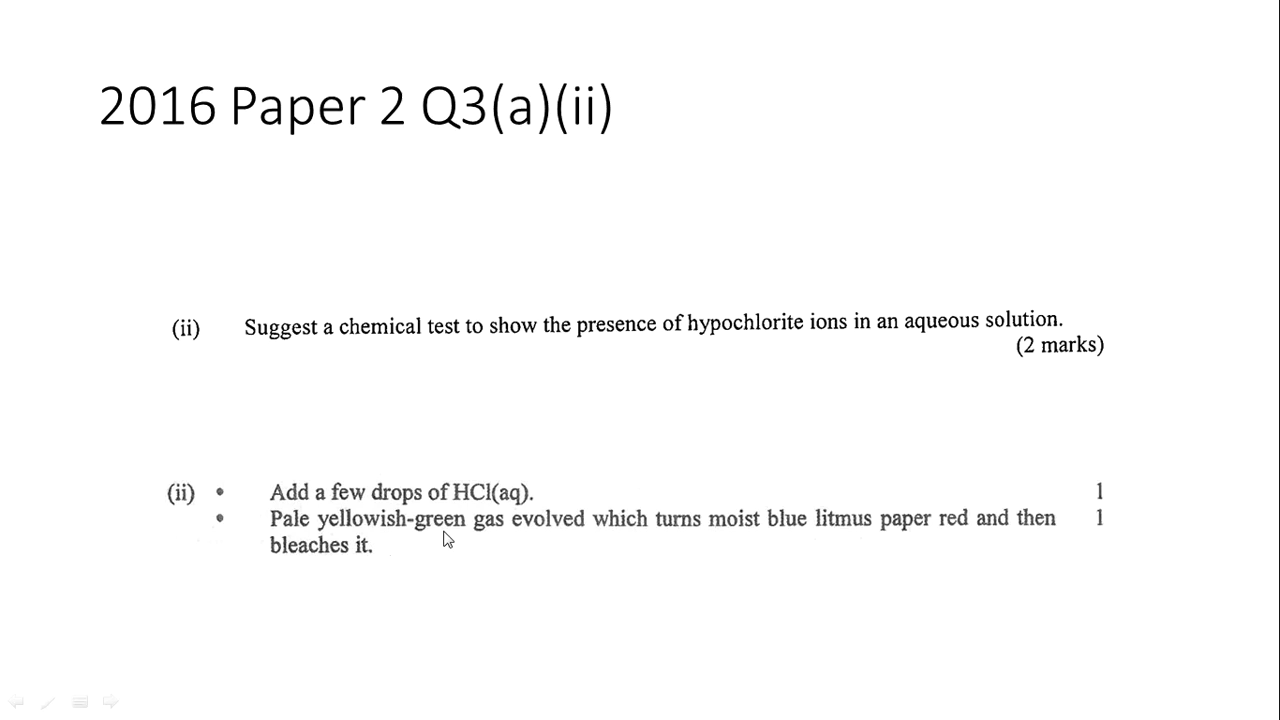 2016 Paper 2 Q3(a)(ii)
(ii) Suggest a chemical test to show the presence of hypochlorite ions in an aqueous solution.
(2 marks)
(ii) • Add a few drops of HCl(aq). 1
• Pale yellowish-green gas evolved which turns moist blue litmus paper red and then 1
bleaches it.